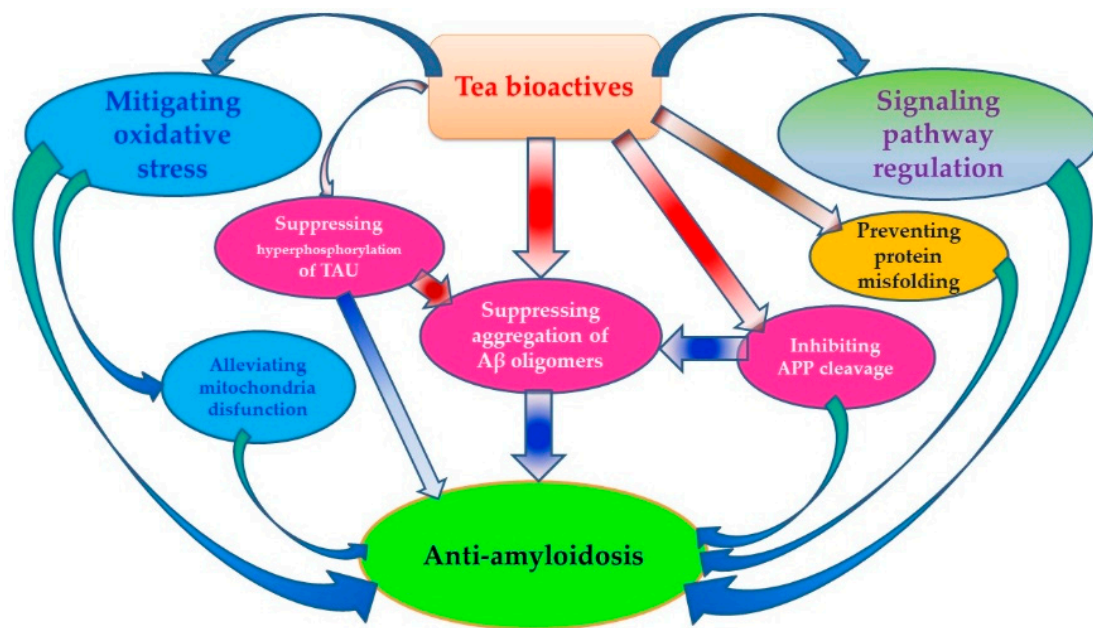 Tea bioactives
Mitigating
oxidative
stress
Signaling
pathway
regulation
Suppressing
hyperphosphorylation
of TAU
Preventing
protein
misfolding
Suppressing
aggregation of
Aβ oligomers
Inhibiting
APP cleavage
Alleviating
mitochondria
disfunction
Anti-amyloidosis